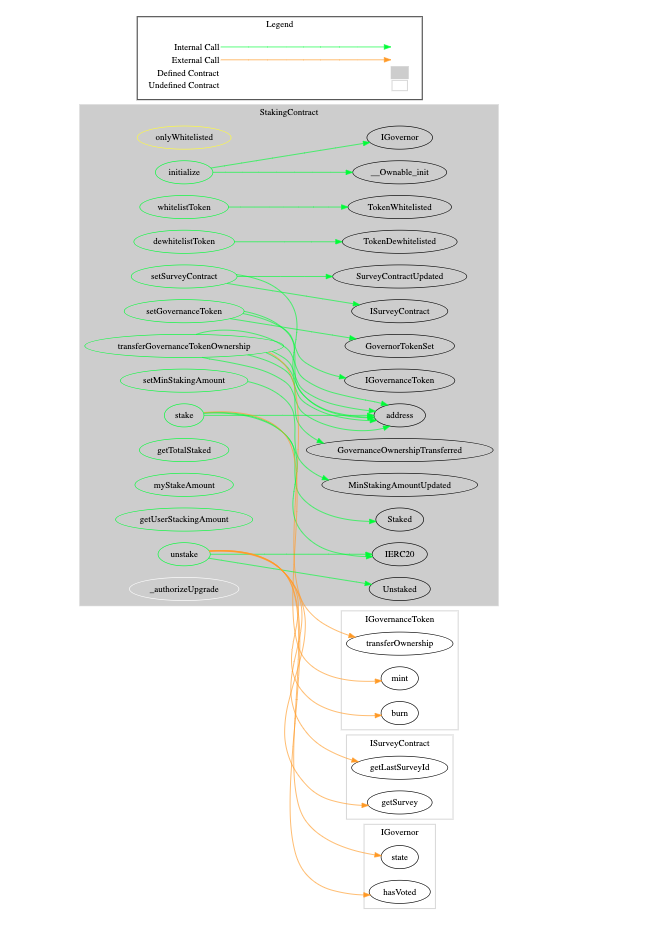 Legend
Internal Call
External Call
Defined Contract
Undefined Contract
StakingContract
onlyWhitelisted
IGovernor
initialize
__Ownable_init
whitelistToken
TokenWhitelisted
dewhitelistToken
TokenDewhitelisted
setSurveyContract
SurveyContractUpdated
setGovernanceToken
ISurveyContract
transferGovernanceTokenOwnership
GovernorTokenSet
setMinStakingAmount
IGovernanceToken
stake
address
getTotalStaked
GovernanceOwnershipTransferred
myStakeAmount
MinStakingAmountUpdated
getUserStackingAmount
Staked
unstake
IERC20
_authorizeUpgrade
Unstaked
IGovernanceToken
transferOwnership
mint
burn
ISurveyContract
getLastSurveyId
getSurvey
IGovernor
state
hasVoted